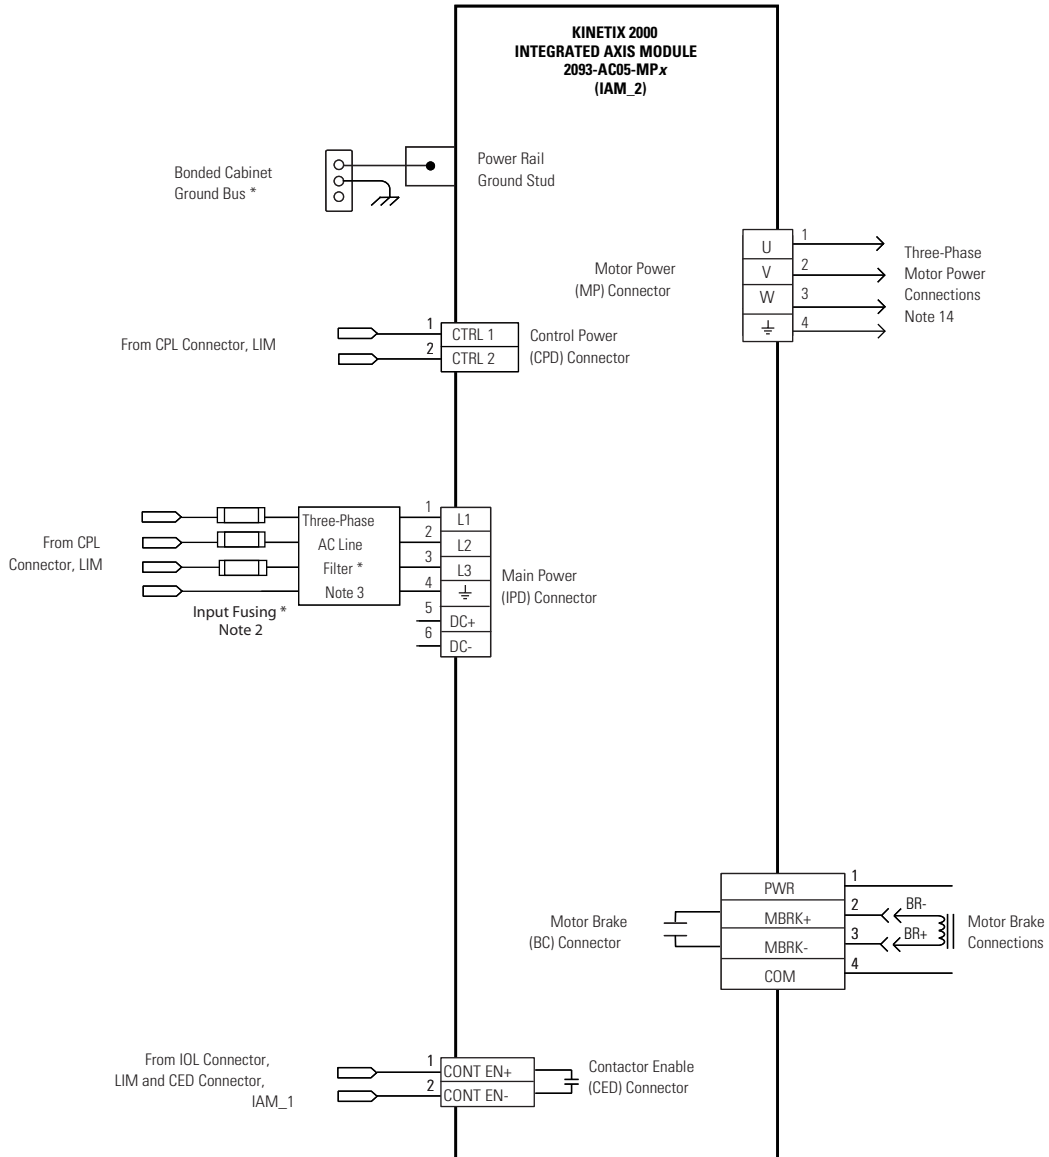 KINETIX 2000
INTEGRATED AXIS MODULE
2093-AC05-MPx
(IAM_2)
Bonded Cabinet
Ground Bus *
Power Rail
Ground Stud
Motor Power
(MP) Connector
U
V
W
1
2
3
4
Three-Phase
Motor Power
Connections
Note 14
From CPL Connector, LIM
1
2
CTRL 1
CTRL 2
Control Power
(CPD) Connector
From CPL
Connector, LIM
Input Fusing *
Note 2
Three-Phase
AC Line
Filter *
Note 3
1
2
3
4
5
6
L1
L2
L3
DC+
DC-
Main Power
(IPD) Connector
Motor Brake
(BC) Connector
PWR
MBRK+
MBRK-
COM
1
2
3
4
BR-
BR+
Motor Brake
Connections
From IOL Connector,
LIM and CED Connector,
IAM_1
1
2
CONT EN+
CONT EN-
Contactor Enable
(CED) Connector